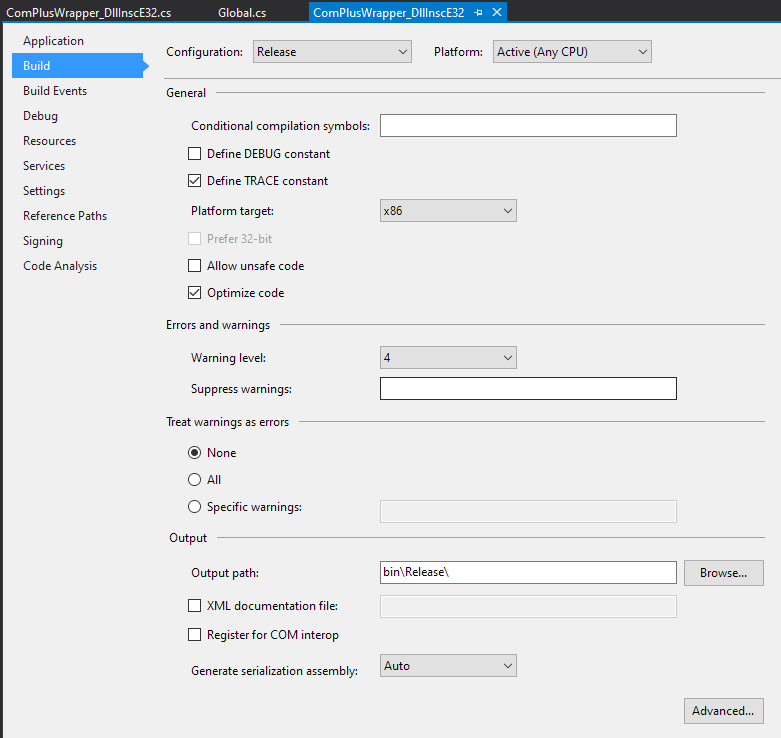 ComPlusWrapper_DllInscE32.cs Global.cs ComPlusWrapper_DllInscE32
Application
Build
Build Events
Debug
Resources
Services
Settings
Reference Paths
Signing
Code Analysis
Configuration: Release Platform: Active (Any CPU)
General
Conditional compilation symbols:
Define DEBUG constant
Define TRACE constant
Platform target: x86
Prefer 32-bit
Allow unsafe code
Optimize code
Errors and warnings
Warning level: 4
Suppress warnings:
Treat warnings as errors
None
All
Specific warnings:
Output
Output path: bin\Release\ Browse...
XML documentation file:
Register for COM interop
Generate serialization assembly: Auto
Advanced...